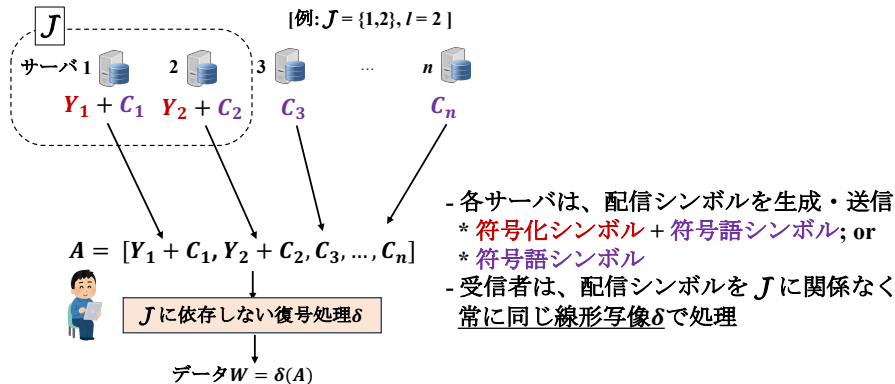 𝒥
[例: 𝒥 = {1,2}, l = 2 ]
サーバ 1
2
3
...
n
Y₁ + C₁
Y₂ + C₂
C₃
Cₙ
A = [Y₁ + C₁, Y₂ + C₂, C₃, ..., Cₙ]
𝒥 に依存しない復号処理δ
データW = δ(A)
- 各サーバは、配信シンボルを生成・送信
* 符号化シンボル + 符号語シンボル; or
* 符号語シンボル
- 受信者は、配信シンボルを 𝒥 に関係なく
常に同じ線形写像δで処理